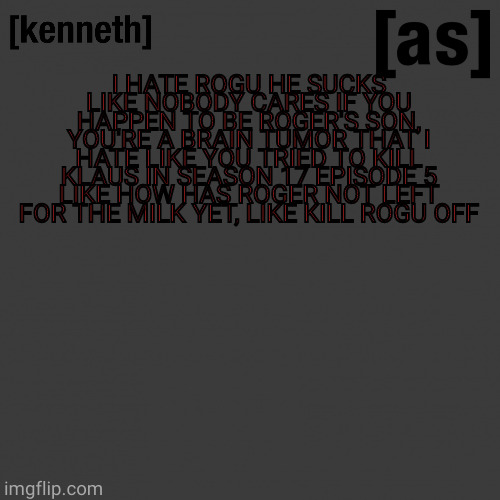 [kenneth]
[as]
I HATE ROGU HE SUCKS
LIKE NOBODY CARES IF YOU
HAPPEN TO BE ROGER'S SON,
YOU'RE A BRAIN TUMOR THAT I
HATE LIKE YOU TRIED TO KILL
KLAUS IN SEASON 17 EPISODE 5
LIKE HOW HAS ROGER NOT LEFT
FOR THE MILK YET, LIKE KILL ROGU OFF
imgflip.com